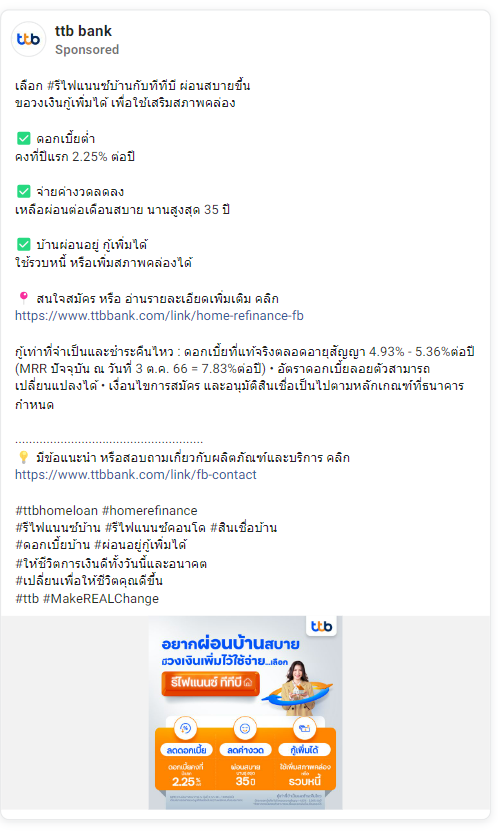 ttb
ttb bank
Sponsored
เลือก #รีไฟแนนซ์บ้านกับทีทีบี ผ่อนสบายขึ้น
ขอวงเงินกู้เพิ่มได้ เพื่อใช้เสริมสภาพคล่อง
✅ ดอกเบี้ยต่ำ
คงที่ปีแรก 2.25% ต่อปี
✅ จ่ายค่างวดลดลง
เหลือผ่อนต่อเดือนสบาย นานสูงสุด 35 ปี
✅ บ้านผ่อนอยู่ กู้เพิ่มได้
ใช้รวบหนี้ หรือเพิ่มสภาพคล่องได้
📍 สนใจสมัคร หรือ อ่านรายละเอียดเพิ่มเติม คลิก
https://www.ttbbank.com/link/home-refinance-fb
กู้เท่าที่จำเป็นและชำระคืนไหว : ดอกเบี้ยที่แท้จริงตลอดอายุสัญญา 4.93% - 5.36%ต่อปี
(MRR ปัจจุบัน ณ วันที่ 3 ต.ค. 66 = 7.83%ต่อปี) • อัตราดอกเบี้ยลอยตัวสามารถ
เปลี่ยนแปลงได้ • เงื่อนไขการสมัคร และอนุมัติสินเชื่อเป็นไปตามหลักเกณฑ์ที่ธนาคาร
กำหนด
......................................................
💡 มีข้อแนะนำ หรือสอบถามเกี่ยวกับผลิตภัณฑ์และบริการ คลิก
https://www.ttbbank.com/link/fb-contact
#ttbhomeloan #homerefinance
#รีไฟแนนซ์บ้าน #รีไฟแนนซ์คอนโด #สินเชื่อบ้าน
#ดอกเบี้ยบ้าน #ผ่อนอยู่กู้เพิ่มได้
#ให้ชีวิตการเงินดีทั้งวันนี้และอนาคต
#เปลี่ยนเพื่อให้ชีวิตคุณดีขึ้น
#ttb #MakeREALChange
ttb
อยากผ่อนบ้านสบาย
มีวงเงินเพิ่มไว้ใช้จ่าย...เลือก
รีไฟแนนซ์ ทีทีบี
ลดดอกเบี้ย ลดค่างวด กู้เพิ่มได้
ดอกเบี้ยคงที่ ผ่อนสบาย ใช้เพิ่มสภาพคล่อง
ปีแรก นานสูงสุด หรือ
2.25% 35ปี รวบหนี้